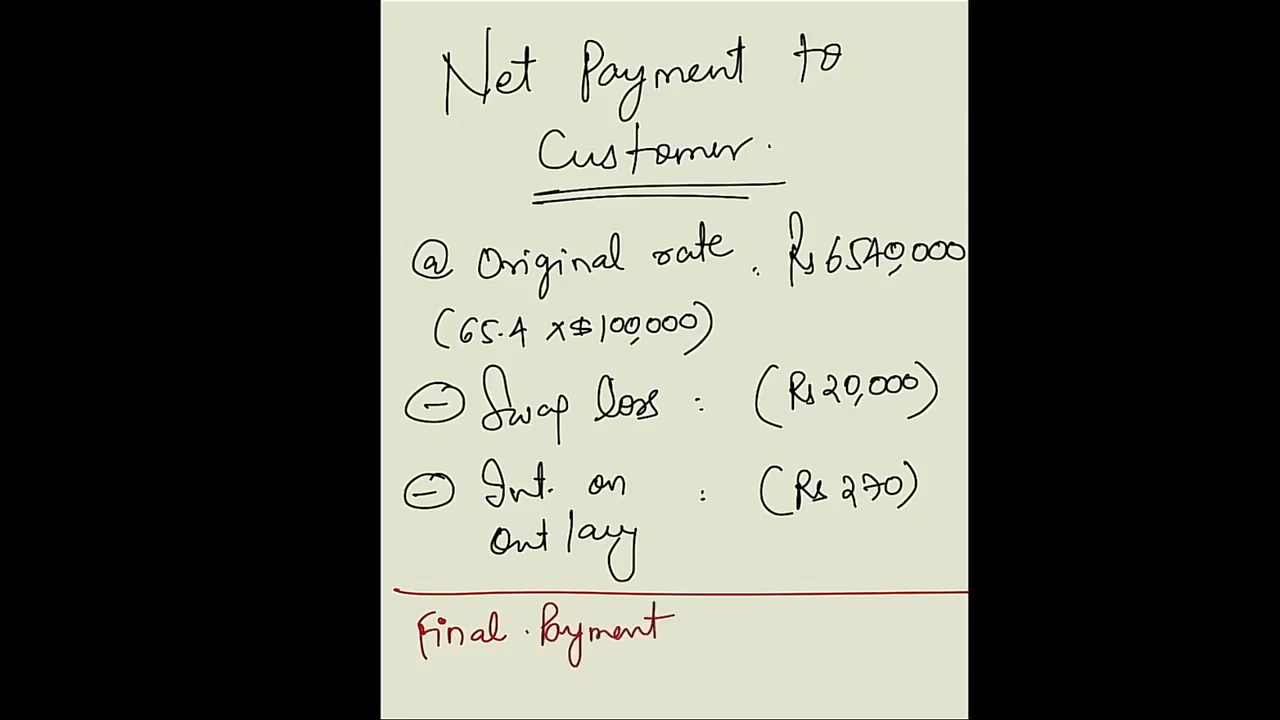 Net Payment to
Customer.
@ Original rate. Rs 6540,000
(65.4 x $100,000)
- Swap loss : (Rs 20,000)
- Int. on : (Rs 270)
outlay
Final. Payment